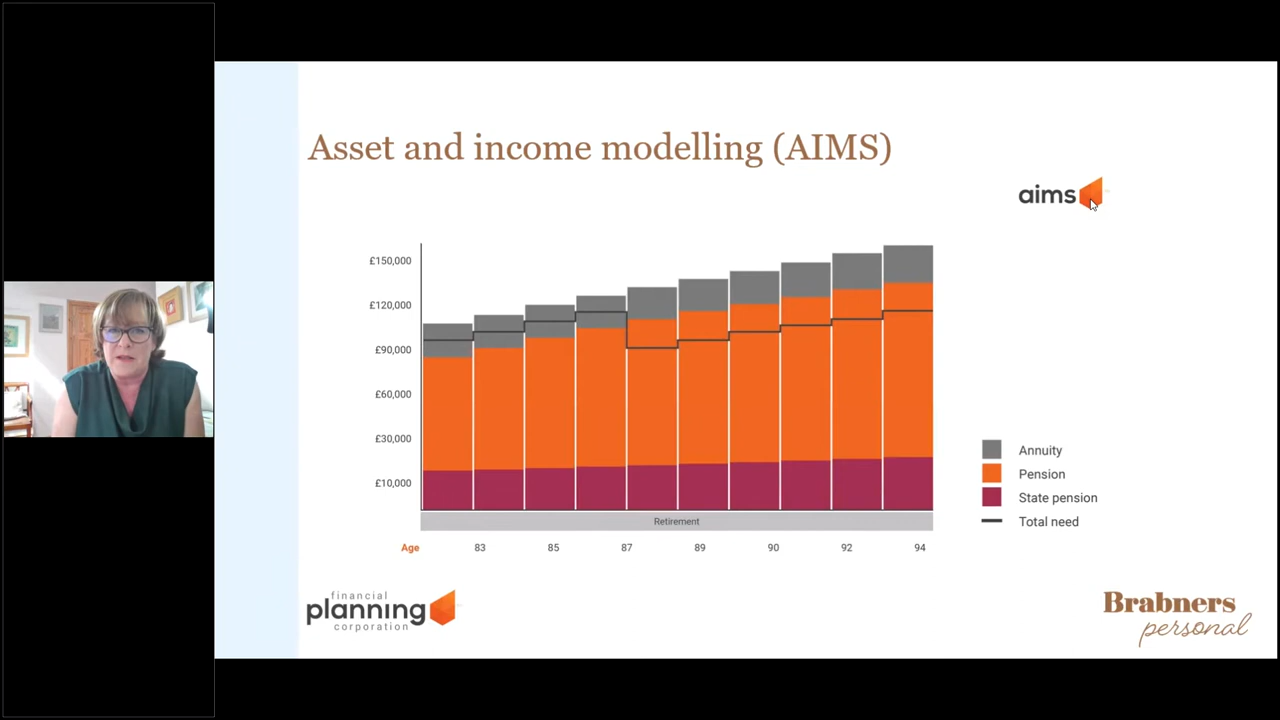 Asset and income modelling (AIMS)
aims
£150,000
£120,000
£90,000
£60,000
£30,000
£10,000
Retirement
Age 83 85 87 89 90 92 94
Annuity
Pension
State pension
Total need
financial
planning
corporation
Brabners
personal